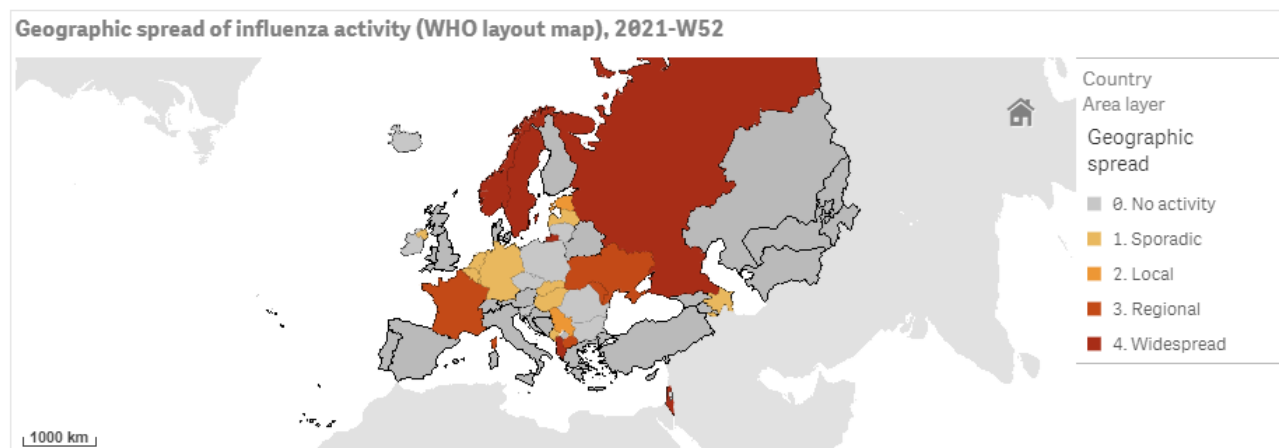 Geographic spread of influenza activity (WHO layout map), 2021-W52
Country
Area layer
Geographic
spread
0. No activity
1. Sporadic
2. Local
3. Regional
4. Widespread
1000 km